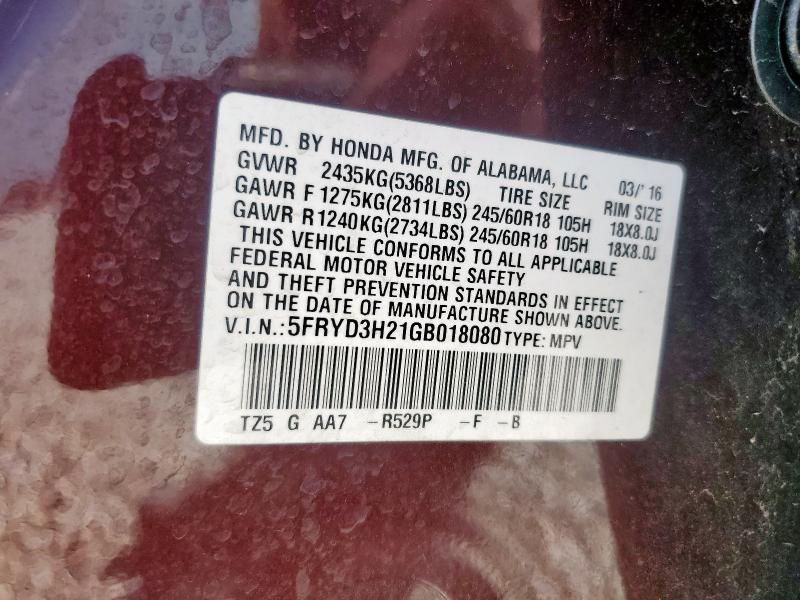 MFD. BY HONDA MFG. OF ALABAMA, LLC 03/'16
GVWR 2435KG(5368LBS) TIRE SIZE RIM SIZE
GAWR F 1275KG(2811LBS) 245/60R18 105H 18X8.0J
GAWR R 1240KG(2734LBS) 245/60R18 105H 18X8.0J
THIS VEHICLE CONFORMS TO ALL APPLICABLE
FEDERAL MOTOR VEHICLE SAFETY
AND THEFT PREVENTION STANDARDS IN EFFECT
ON THE DATE OF MANUFACTURE SHOWN ABOVE.
V.I.N.: 5FRYD3H21GB018080 TYPE: MPV
TZ5 G AA7 -R529P -F -B